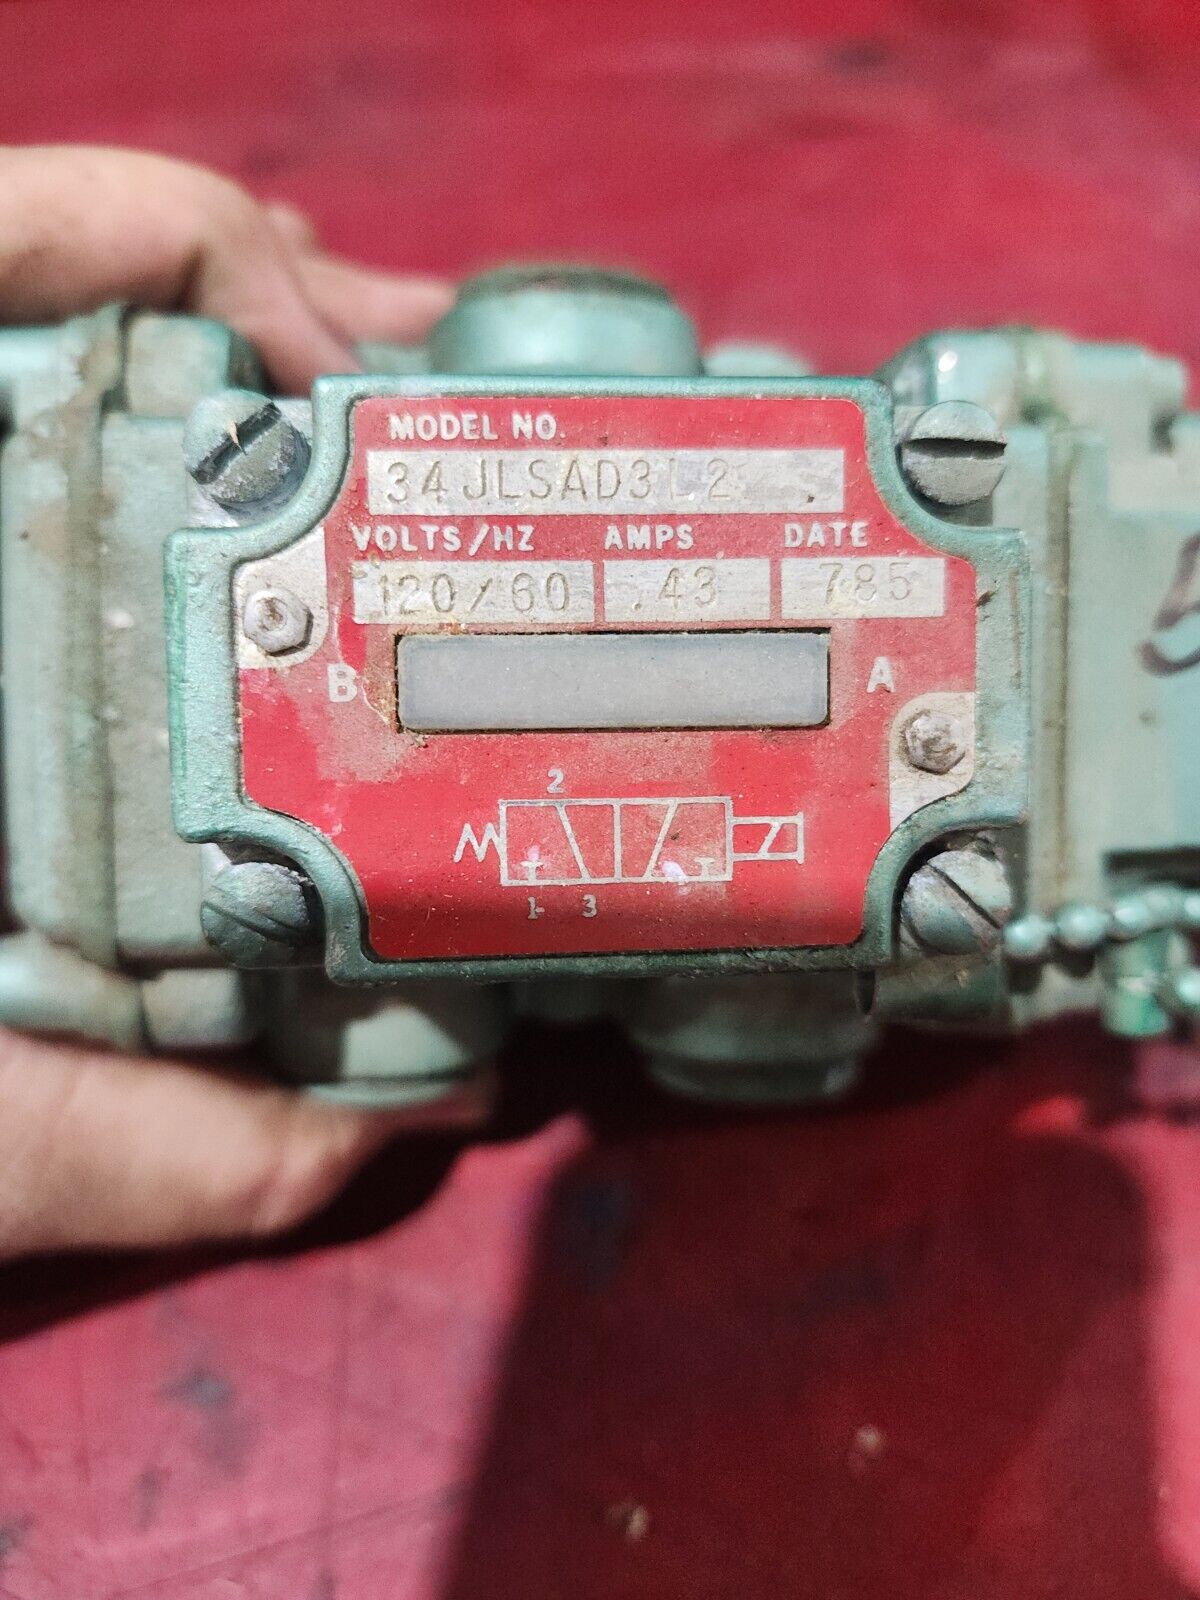 MODEL NO.
34JLSAD3L2
VOLTS/HZ AMPS DATE
120/60 .43 785
B A
2
1 3